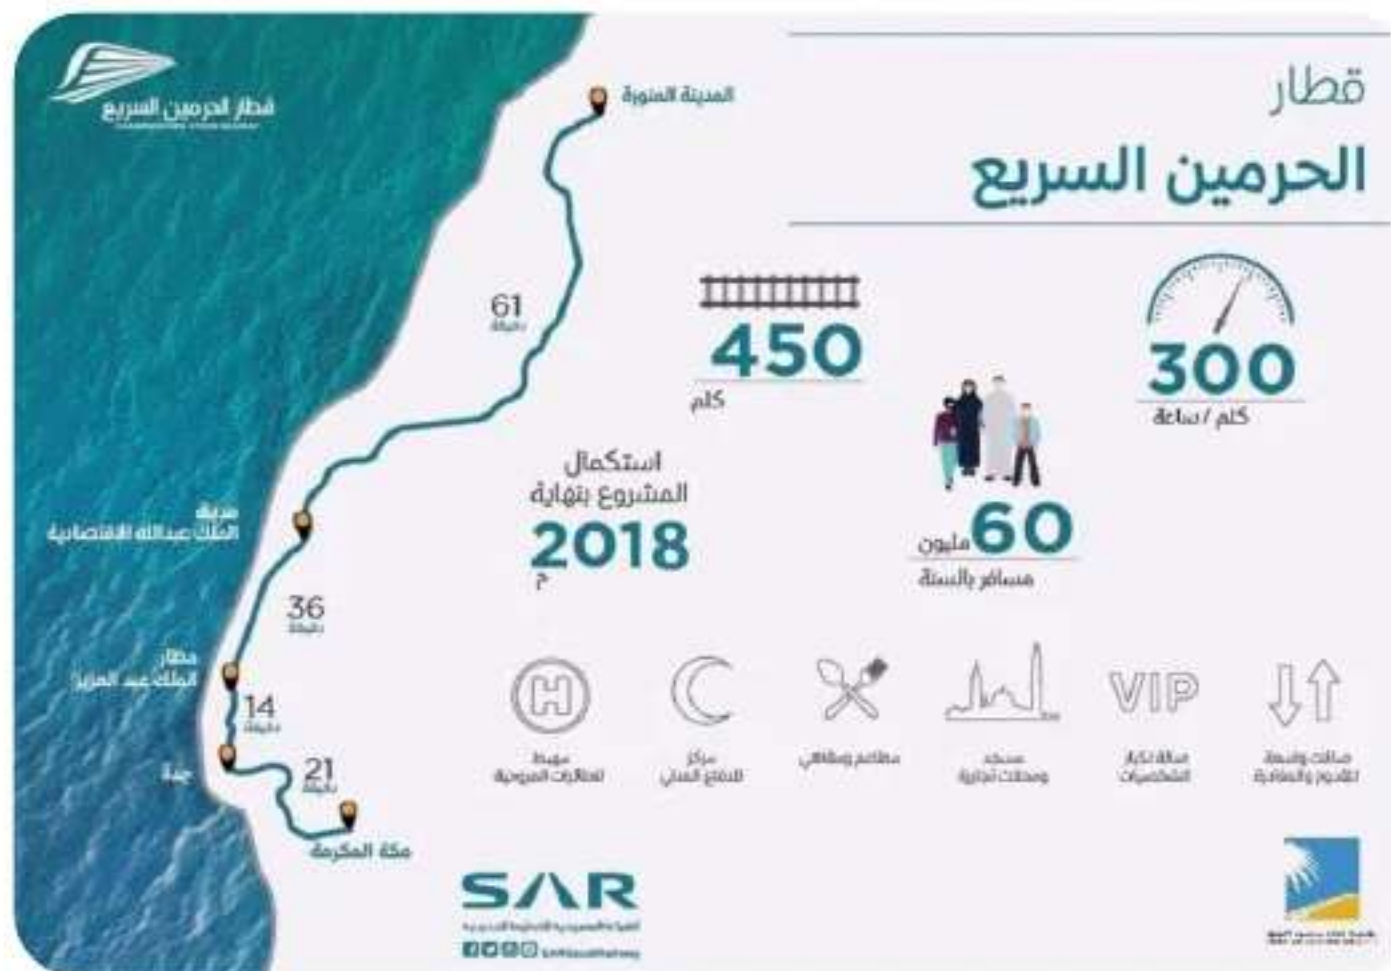 قطار الحرمين السريع
قطار
الحرمين السريع
المدينة المنورة
61
دقيقة
450
كلم
300
كلم / ساعة
استكمال
المشروع بنهاية
2018
م
60 مليون
مسافر بالسنة
مدينة
الملك عبدالله الاقتصادية
36
دقيقة
مطار
الملك عبد العزيز
14
دقيقة
جدة
21
دقيقة
مكة المكرمة
VIP
صالات واسعة
للقدوم والمغادرة
صالة لكبار
الشخصيات
مسجد
ومحلات تجارية
مطاعم ومقاهي
مركز
للدفاع المدني
H
مهبط
للطائرات المروحية
SAR